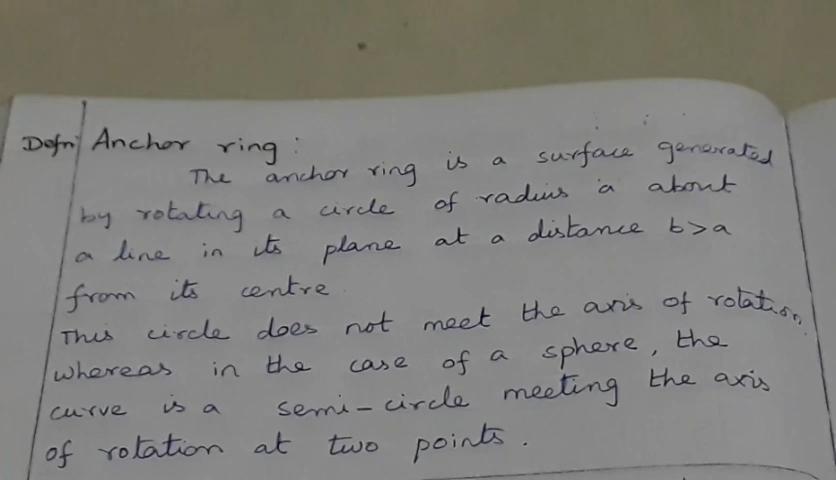 Defn: Anchor ring:
The anchor ring is a surface generated
by rotating a circle of radius 'a' about
a line in its plane at a distance b>a
from its centre.
This circle does not meet the axis of rotation,
whereas in the case of a sphere, the
curve is a semi-circle meeting the axis
of rotation at two points.